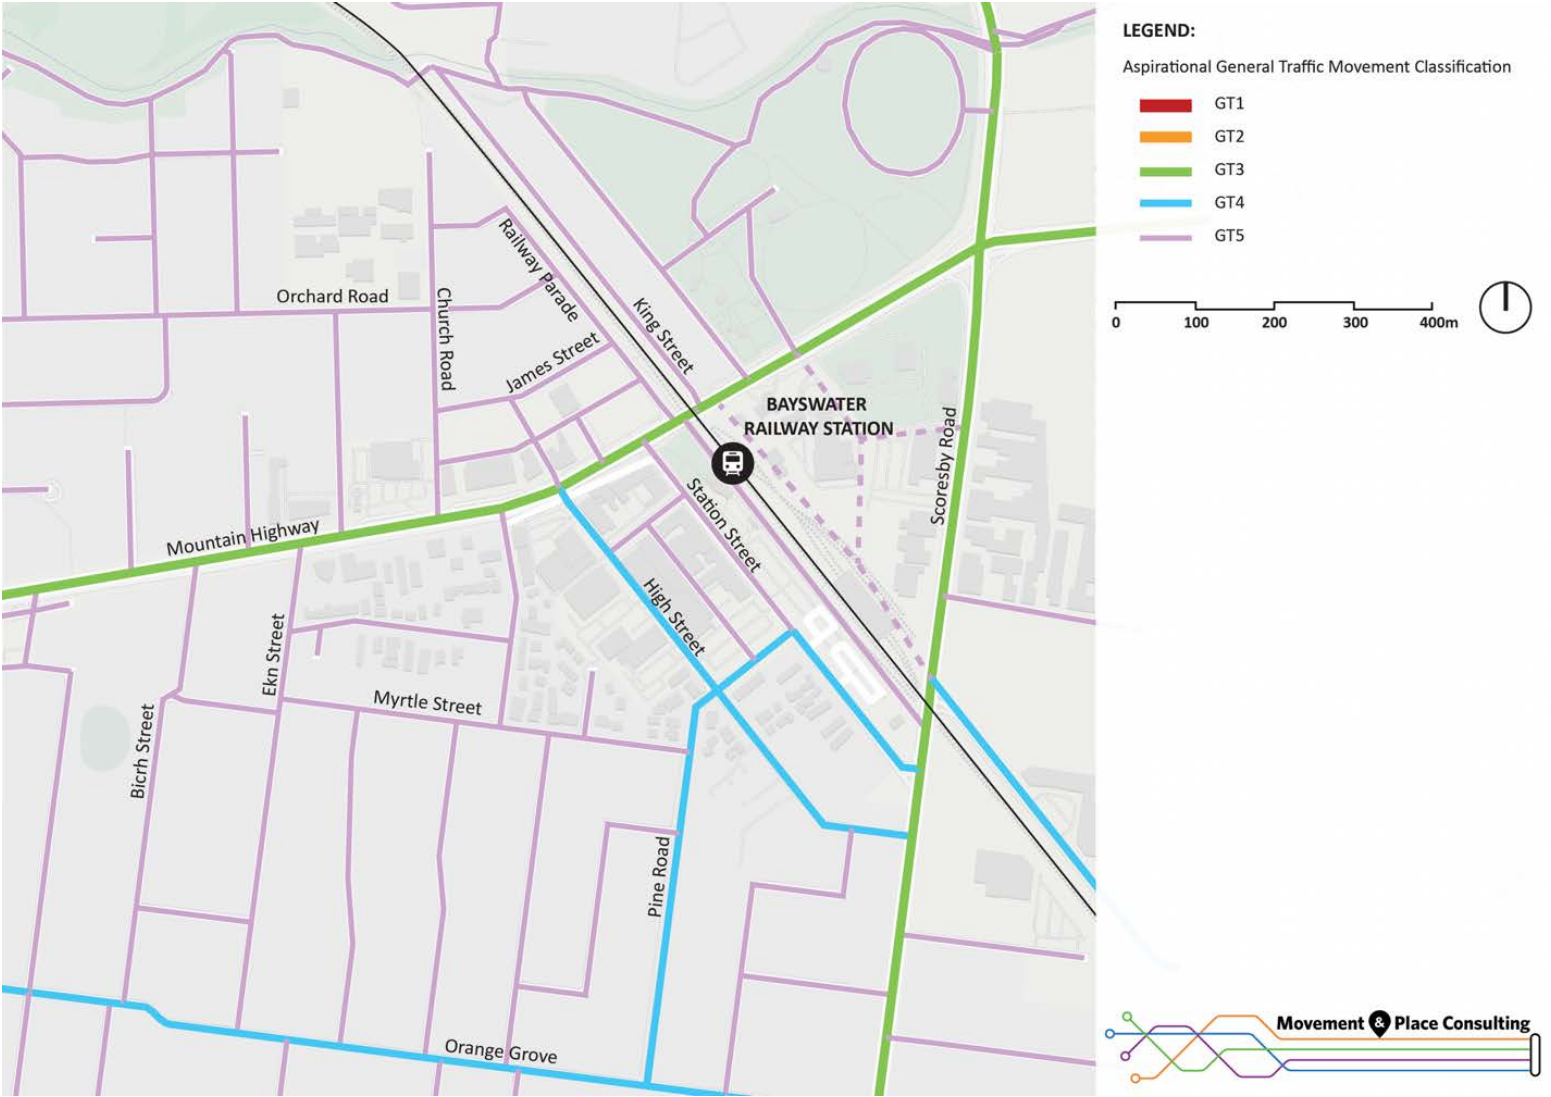 LEGEND:
Aspirational General Traffic Movement Classification
GT1
GT2
GT3
GT4
GT5
0 100 200 300 400m
Railway Parade
King Street
Orchard Road
Church Road
James Street
BAYSWATER
RAILWAY STATION
Scoresby Road
Station Street
Mountain Highway
High Street
Ekn Street
Myrtle Street
Bicrh Street
Pine Road
Orange Grove
Movement & Place Consulting